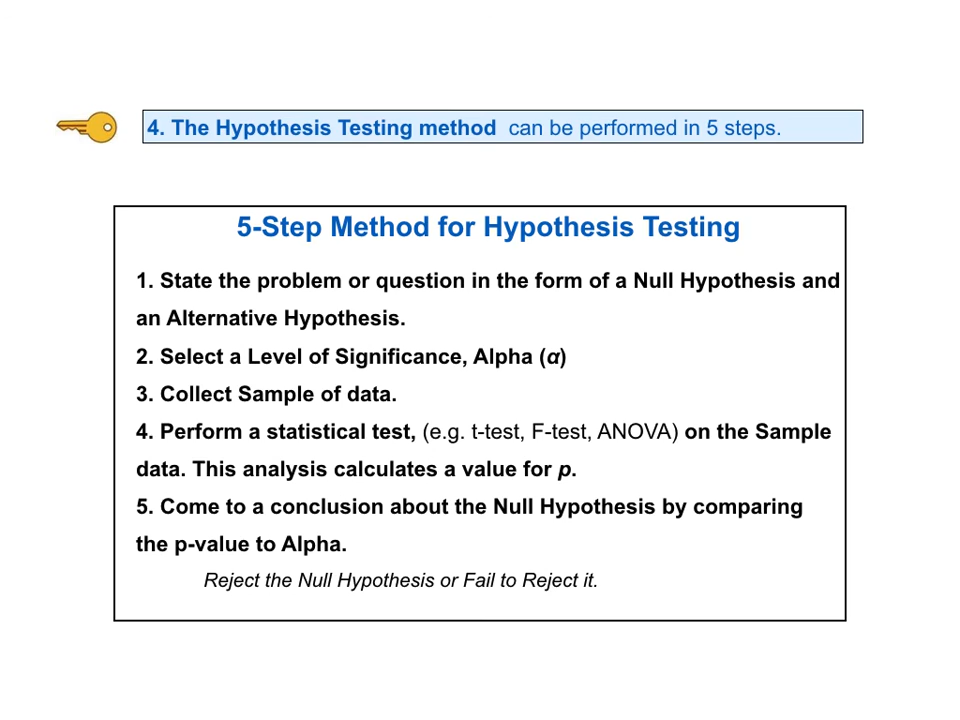 4. The Hypothesis Testing method can be performed in 5 steps.
5-Step Method for Hypothesis Testing
1. State the problem or question in the form of a Null Hypothesis and
an Alternative Hypothesis.
2. Select a Level of Significance, Alpha (α)
3. Collect Sample of data.
4. Perform a statistical test, (e.g. t-test, F-test, ANOVA) on the Sample
data. This analysis calculates a value for p.
5. Come to a conclusion about the Null Hypothesis by comparing
the p-value to Alpha.
Reject the Null Hypothesis or Fail to Reject it.